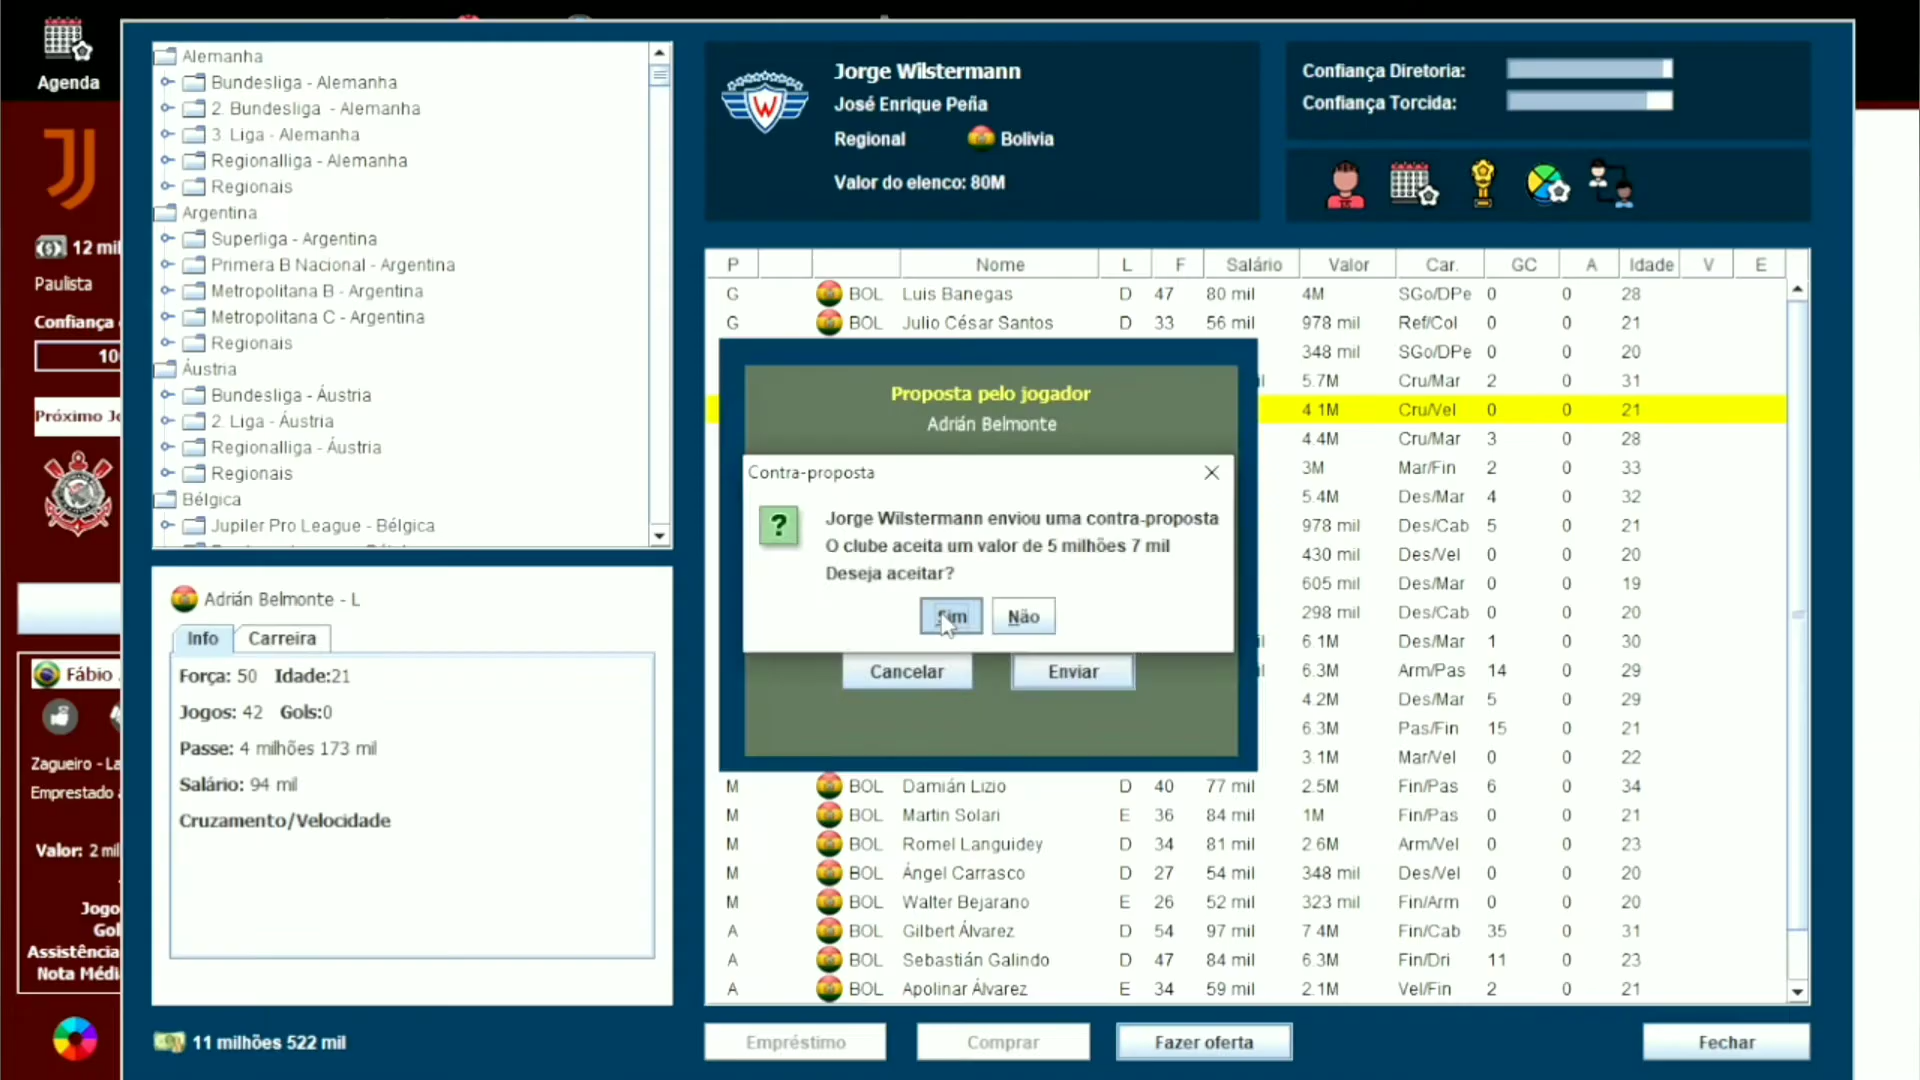 Agenda
12 mil
Paulista
Confiança
10
Próximo Jo
Fábio
Zagueiro - La
Emprestado a
Valor: 2 mil
Jogo
Gol
Assistência
Nota Médi
Alemanha
Bundesliga - Alemanha
2. Bundesliga - Alemanha
3. Liga - Alemanha
Regionalliga - Alemanha
Regionais
Argentina
Superliga - Argentina
Primera B Nacional - Argentina
Metropolitana B - Argentina
Metropolitana C - Argentina
Regionais
Áustria
Bundesliga - Áustria
2. Liga - Áustria
Regionalliga - Áustria
Regionais
Bélgica
Jupiler Pro League - Bélgica
Adrián Belmonte - L
Info Carreira
Força: 50 Idade:21
Jogos: 42 Gols:0
Passe: 4 milhões 173 mil
Salário: 94 mil
Cruzamento/Velocidade
11 milhões 522 mil
W
Jorge Wilstermann
José Enrique Peña
Regional Bolivia
Valor do elenco: 80M
Confiança Diretoria:
Confiança Torcida:
P Nome L F Salário Valor Car. GC A Idade V E
G BOL Luis Banegas D 47 80 mil 4M SGo/DPe 0 0 28
G BOL Julio César Santos D 33 56 mil 978 mil Ref/Col 0 0 21
348 mil SGo/DPe 0 0 20
5.7M Cru/Mar 2 0 31
4.1M Cru/Vel 0 0 21
4.4M Cru/Mar 3 0 28
3M Mar/Fin 2 0 33
5.4M Des/Mar 4 0 32
978 mil Des/Cab 5 0 21
430 mil Des/Vel 0 0 20
605 mil Des/Mar 0 0 19
298 mil Des/Cab 0 0 20
6.1M Des/Mar 1 0 30
6.3M Arm/Pas 14 0 29
4.2M Des/Mar 5 0 29
6.3M Pas/Fin 15 0 21
3.1M Mar/Vel 0 0 22
M BOL Damián Lizio D 40 77 mil 2.5M Fin/Pas 6 0 34
M BOL Martin Solari E 36 84 mil 1M Fin/Pas 0 0 21
M BOL Romel Languidey D 34 81 mil 2.6M Arm/Vel 0 0 23
M BOL Ángel Carrasco D 27 54 mil 348 mil Des/Vel 0 0 20
M BOL Walter Bejarano E 26 52 mil 323 mil Fin/Arm 0 0 20
A BOL Gilbert Álvarez D 54 97 mil 7.4M Fin/Cab 35 0 31
A BOL Sebastián Galindo D 47 84 mil 6.3M Fin/Dri 11 0 23
A BOL Apolinar Álvarez E 34 59 mil 2.1M Vel/Fin 2 0 21
Proposta pelo jogador
Adrián Belmonte
Contra-proposta
?
Jorge Wilstermann enviou uma contra-proposta
O clube aceita um valor de 5 milhões 7 mil
Deseja aceitar?
Sim Não
Cancelar Enviar
Empréstimo Comprar Fazer oferta Fechar